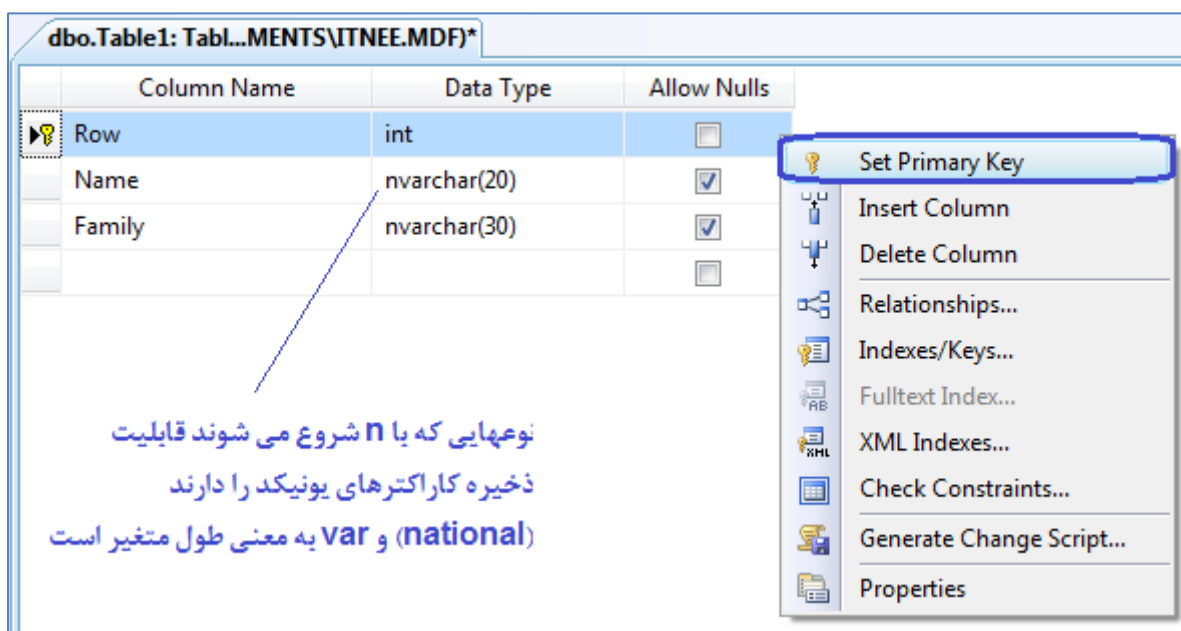 dbo.Table1: Tabl...MENTS\ITNEE.MDF)*
Column Name Data Type Allow Nulls
Row int
Name nvarchar(20)
Family nvarchar(30)
Set Primary Key
Insert Column
Delete Column
Relationships...
Indexes/Keys...
Fulltext Index...
XML Indexes...
Check Constraints...
Generate Change Script...
Properties
نوعهایی که با n شروع می شوند قابلیت
ذخیره کاراکترهای یونیکد را دارند
(national) و var به معنی طول متغیر است